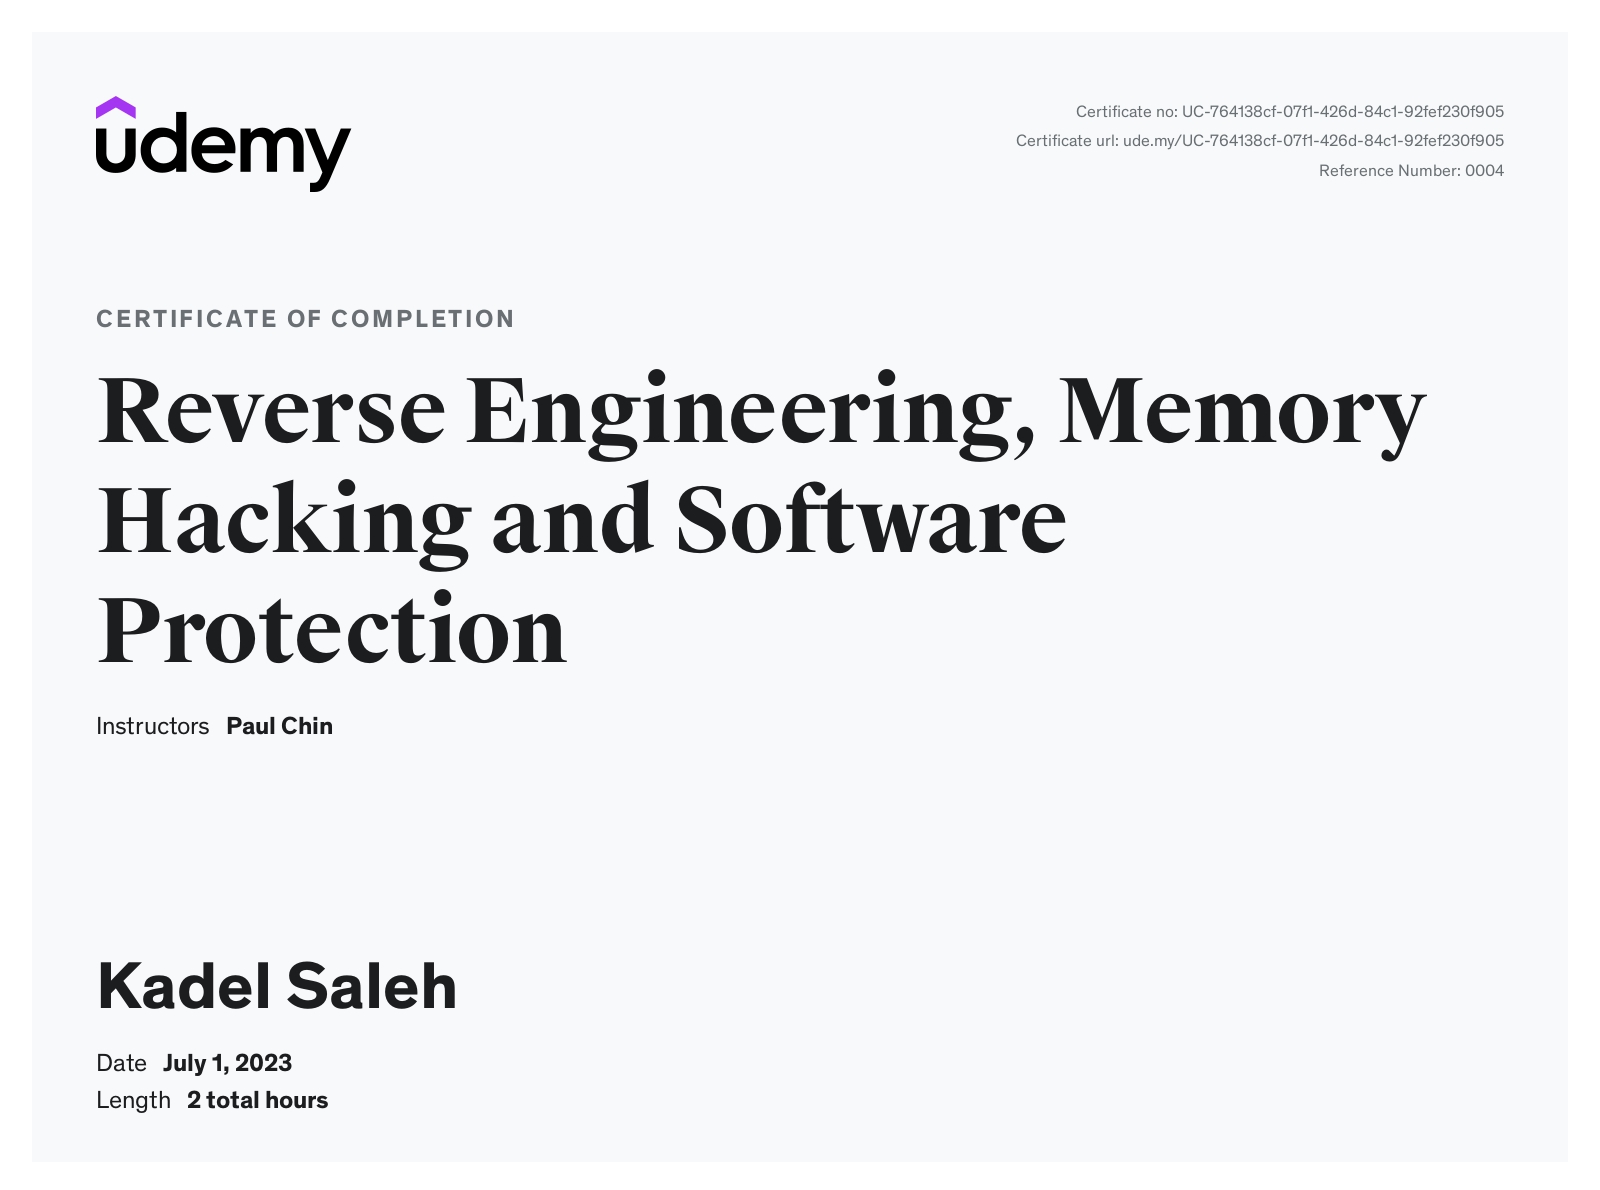 udemy
Certificate no: UC-764138cf-07f1-426d-84c1-92fef230f905
Certificate url: ude.my/UC-764138cf-07f1-426d-84c1-92fef230f905
Reference Number: 0004
CERTIFICATE OF COMPLETION
Reverse Engineering, Memory
Hacking and Software
Protection
Instructors Paul Chin
Kadel Saleh
Date July 1, 2023
Length 2 total hours